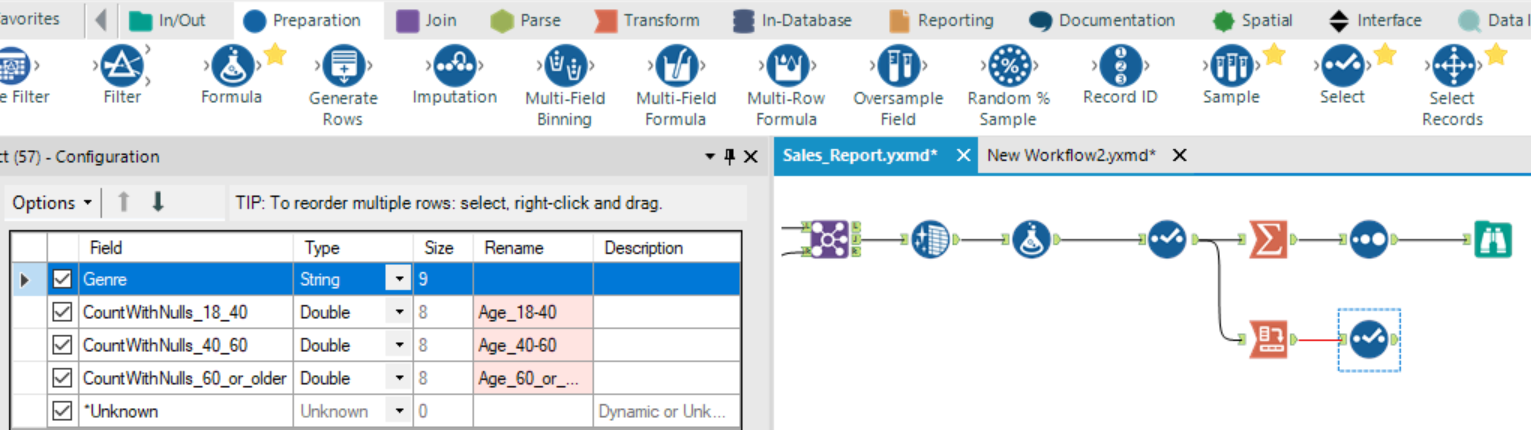 avorites In/Out Preparation Join Parse Transform In-Database Reporting Documentation Spatial Interface Data I
e Filter Filter Formula Generate Rows Imputation Multi-Field Binning Multi-Field Formula Multi-Row Formula Oversample Field Random % Sample Record ID Sample Select Select Records
ct (57) - Configuration
Sales_Report.yxmd* New Workflow2.yxmd*
Options TIP: To reorder multiple rows: select, right-click and drag.
Field Type Size Rename Description
Genre String 9
CountWithNulls_18_40 Double 8 Age_18-40
CountWithNulls_40_60 Double 8 Age_40-60
CountWithNulls_60_or_older Double 8 Age_60_or_...
*Unknown Unknown 0 Dynamic or Unk...